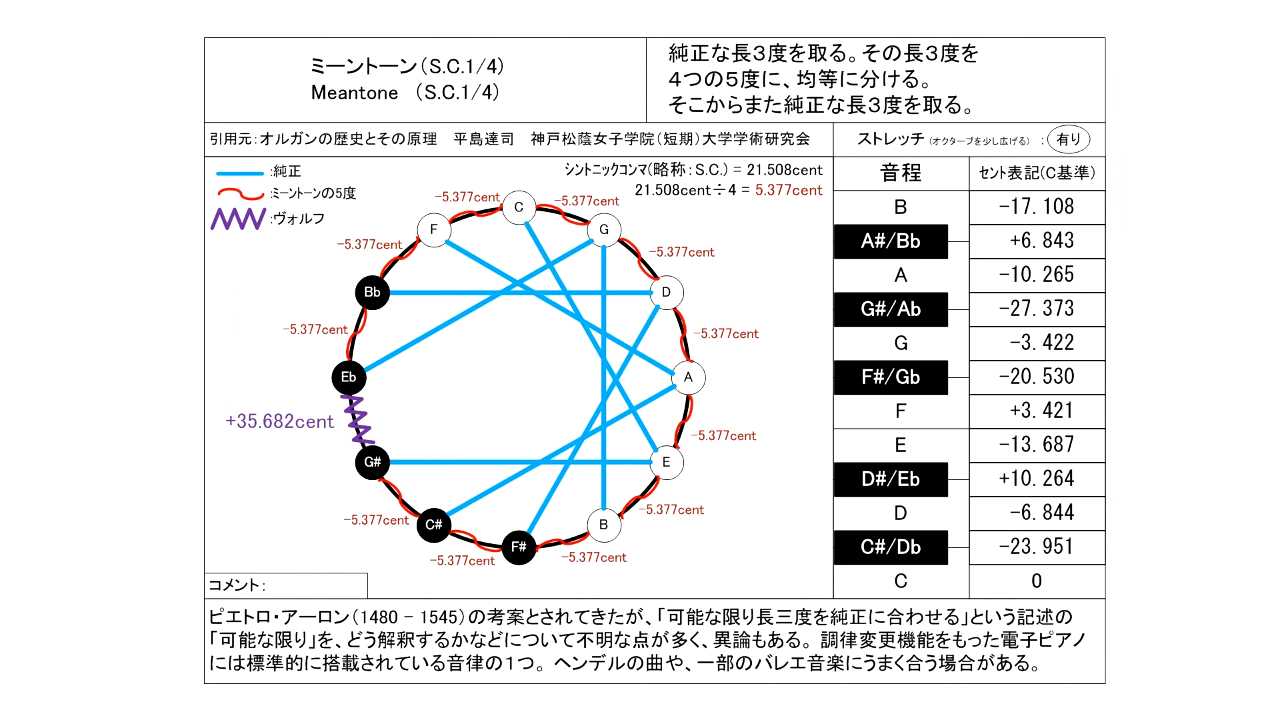 ミーントーン（S.C.1/4）
Meantone （S.C.1/4）
純正な長３度を取る。その長３度を
４つの５度に、均等に分ける。
そこからまた純正な長３度を取る。
引用元：オルガンの歴史とその原理　平島達司　神戸松蔭女子学院（短期）大学学術研究会
ストレッチ（オクターブを少し広げる）：有り
:純正
:ミーントーンの5度
:ヴォルフ
シントニックコンマ（略称：S.C.）= 21.508cent
21.508cent÷4 = 5.377cent
-5.377cent
-5.377cent
-5.377cent
-5.377cent
-5.377cent
-5.377cent
-5.377cent
-5.377cent
-5.377cent
-5.377cent
-5.377cent
+35.682cent
C
G
D
A
E
B
F#
C#
G#
Eb
Bb
F
音程 セント表記（C基準）
B -17.108
A#/Bb +6.843
A -10.265
G#/Ab -27.373
G -3.422
F#/Gb -20.530
F +3.421
E -13.687
D#/Eb +10.264
D -6.844
C#/Db -23.951
C 0
コメント：
ピエトロ・アーロン（1480 - 1545）の考案とされてきたが、「可能な限り長三度を純正に合わせる」という記述の
「可能な限り」を、どう解釈するかなどについて不明な点が多く、異論もある。調律変更機能をもった電子ピアノ
には標準的に搭載されている音律の１つ。ヘンデルの曲や、一部のバレエ音楽にうまく合う場合がある。